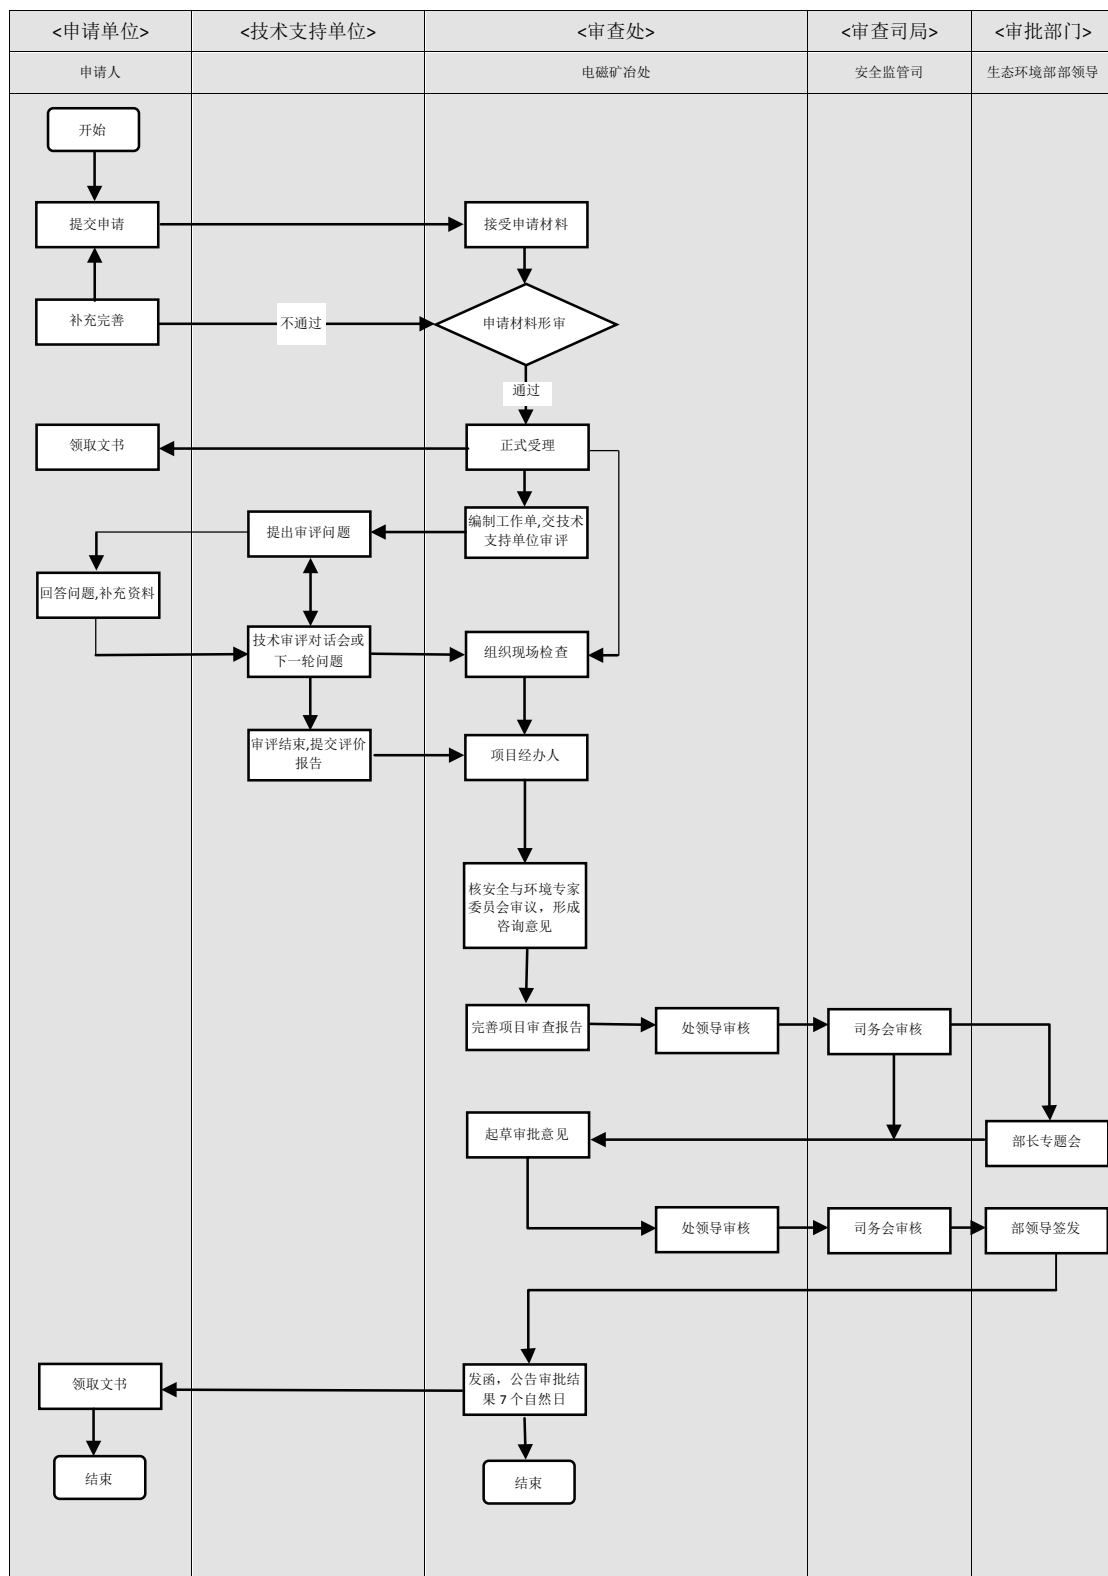 <申请单位>
<技术支持单位>
<审查处>
<审查司局>
<审批部门>
申请人
电磁矿冶处
安全监管司
生态环境部部领导
开始
提交申请
接受申请材料
补充完善
不通过
申请材料形审
通过
领取文书
正式受理
提出审评问题
编制工作单,交技术
支持单位审评
回答问题,补充资料
技术审评对话会或
下一轮问题
组织现场检查
审评结束,提交评价
报告
项目经办人
核安全与环境专家
委员会审议，形成
咨询意见
完善项目审查报告
处领导审核
司务会审核
起草审批意见
部长专题会
处领导审核
司务会审核
部领导签发
领取文书
发函，公告审批结
果 7 个自然日
结束
结束